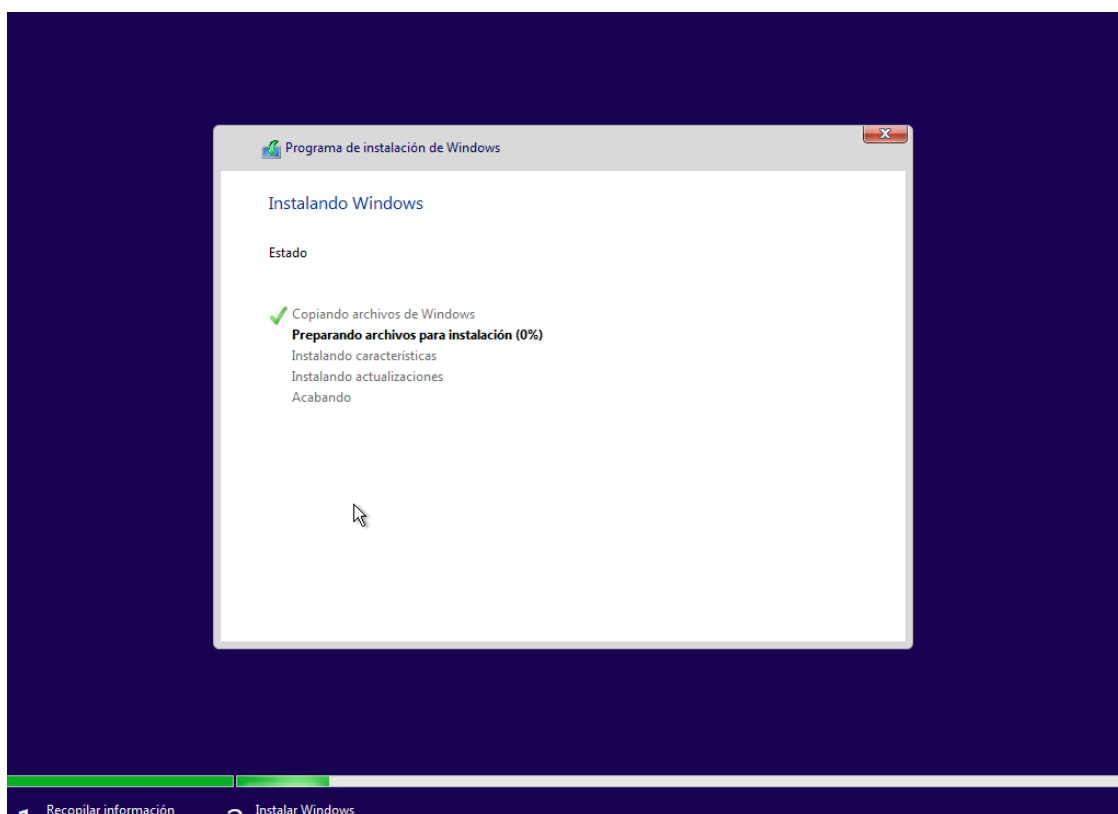 Programa de instalación de Windows
Instalando Windows
Estado
Copiando archivos de Windows
Preparando archivos para instalación (0%)
Instalando características
Instalando actualizaciones
Acabando
Recopilar información
Instalar Windows